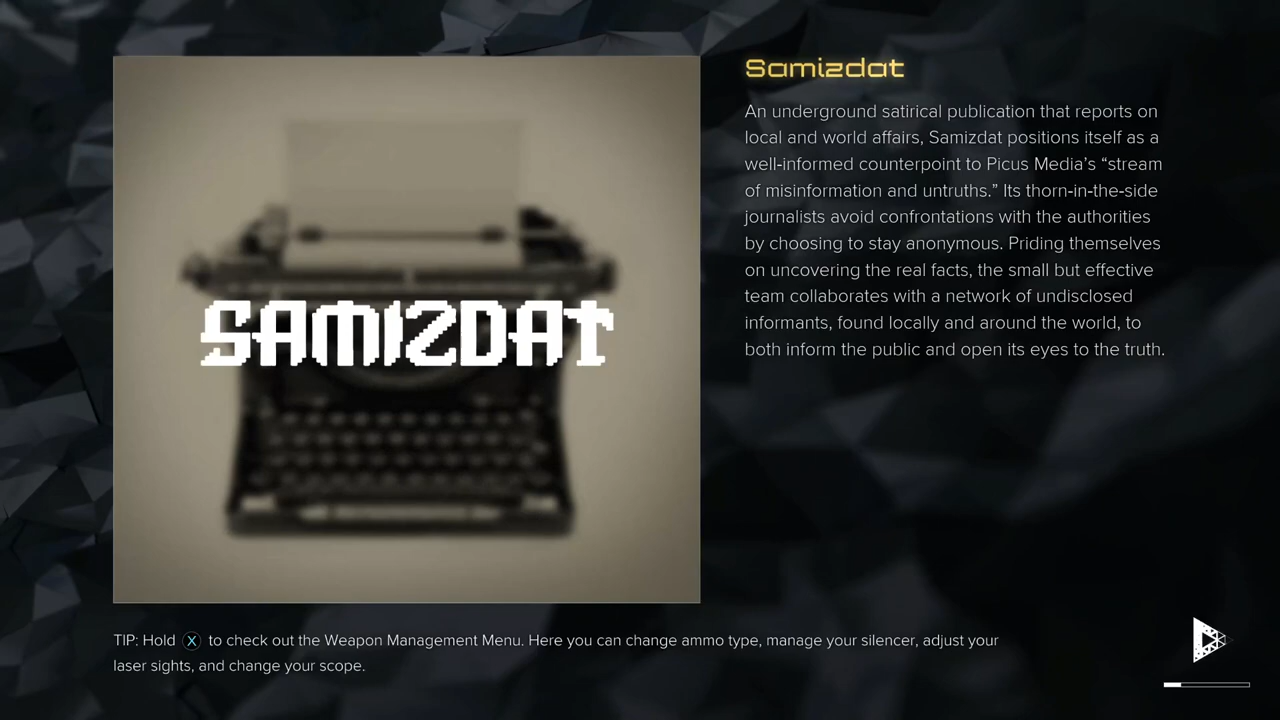 Samizdat
An underground satirical publication that reports on
local and world affairs, Samizdat positions itself as a
well-informed counterpoint to Picus Media’s “stream
of misinformation and untruths.” Its thorn-in-the-side
journalists avoid confrontations with the authorities
by choosing to stay anonymous. Priding themselves
on uncovering the real facts, the small but effective
team collaborates with a network of undisclosed
informants, found locally and around the world, to
both inform the public and open its eyes to the truth.
SAMIZDAT
TIP: Hold X to check out the Weapon Management Menu. Here you can change ammo type, manage your silencer, adjust your
laser sights, and change your scope.